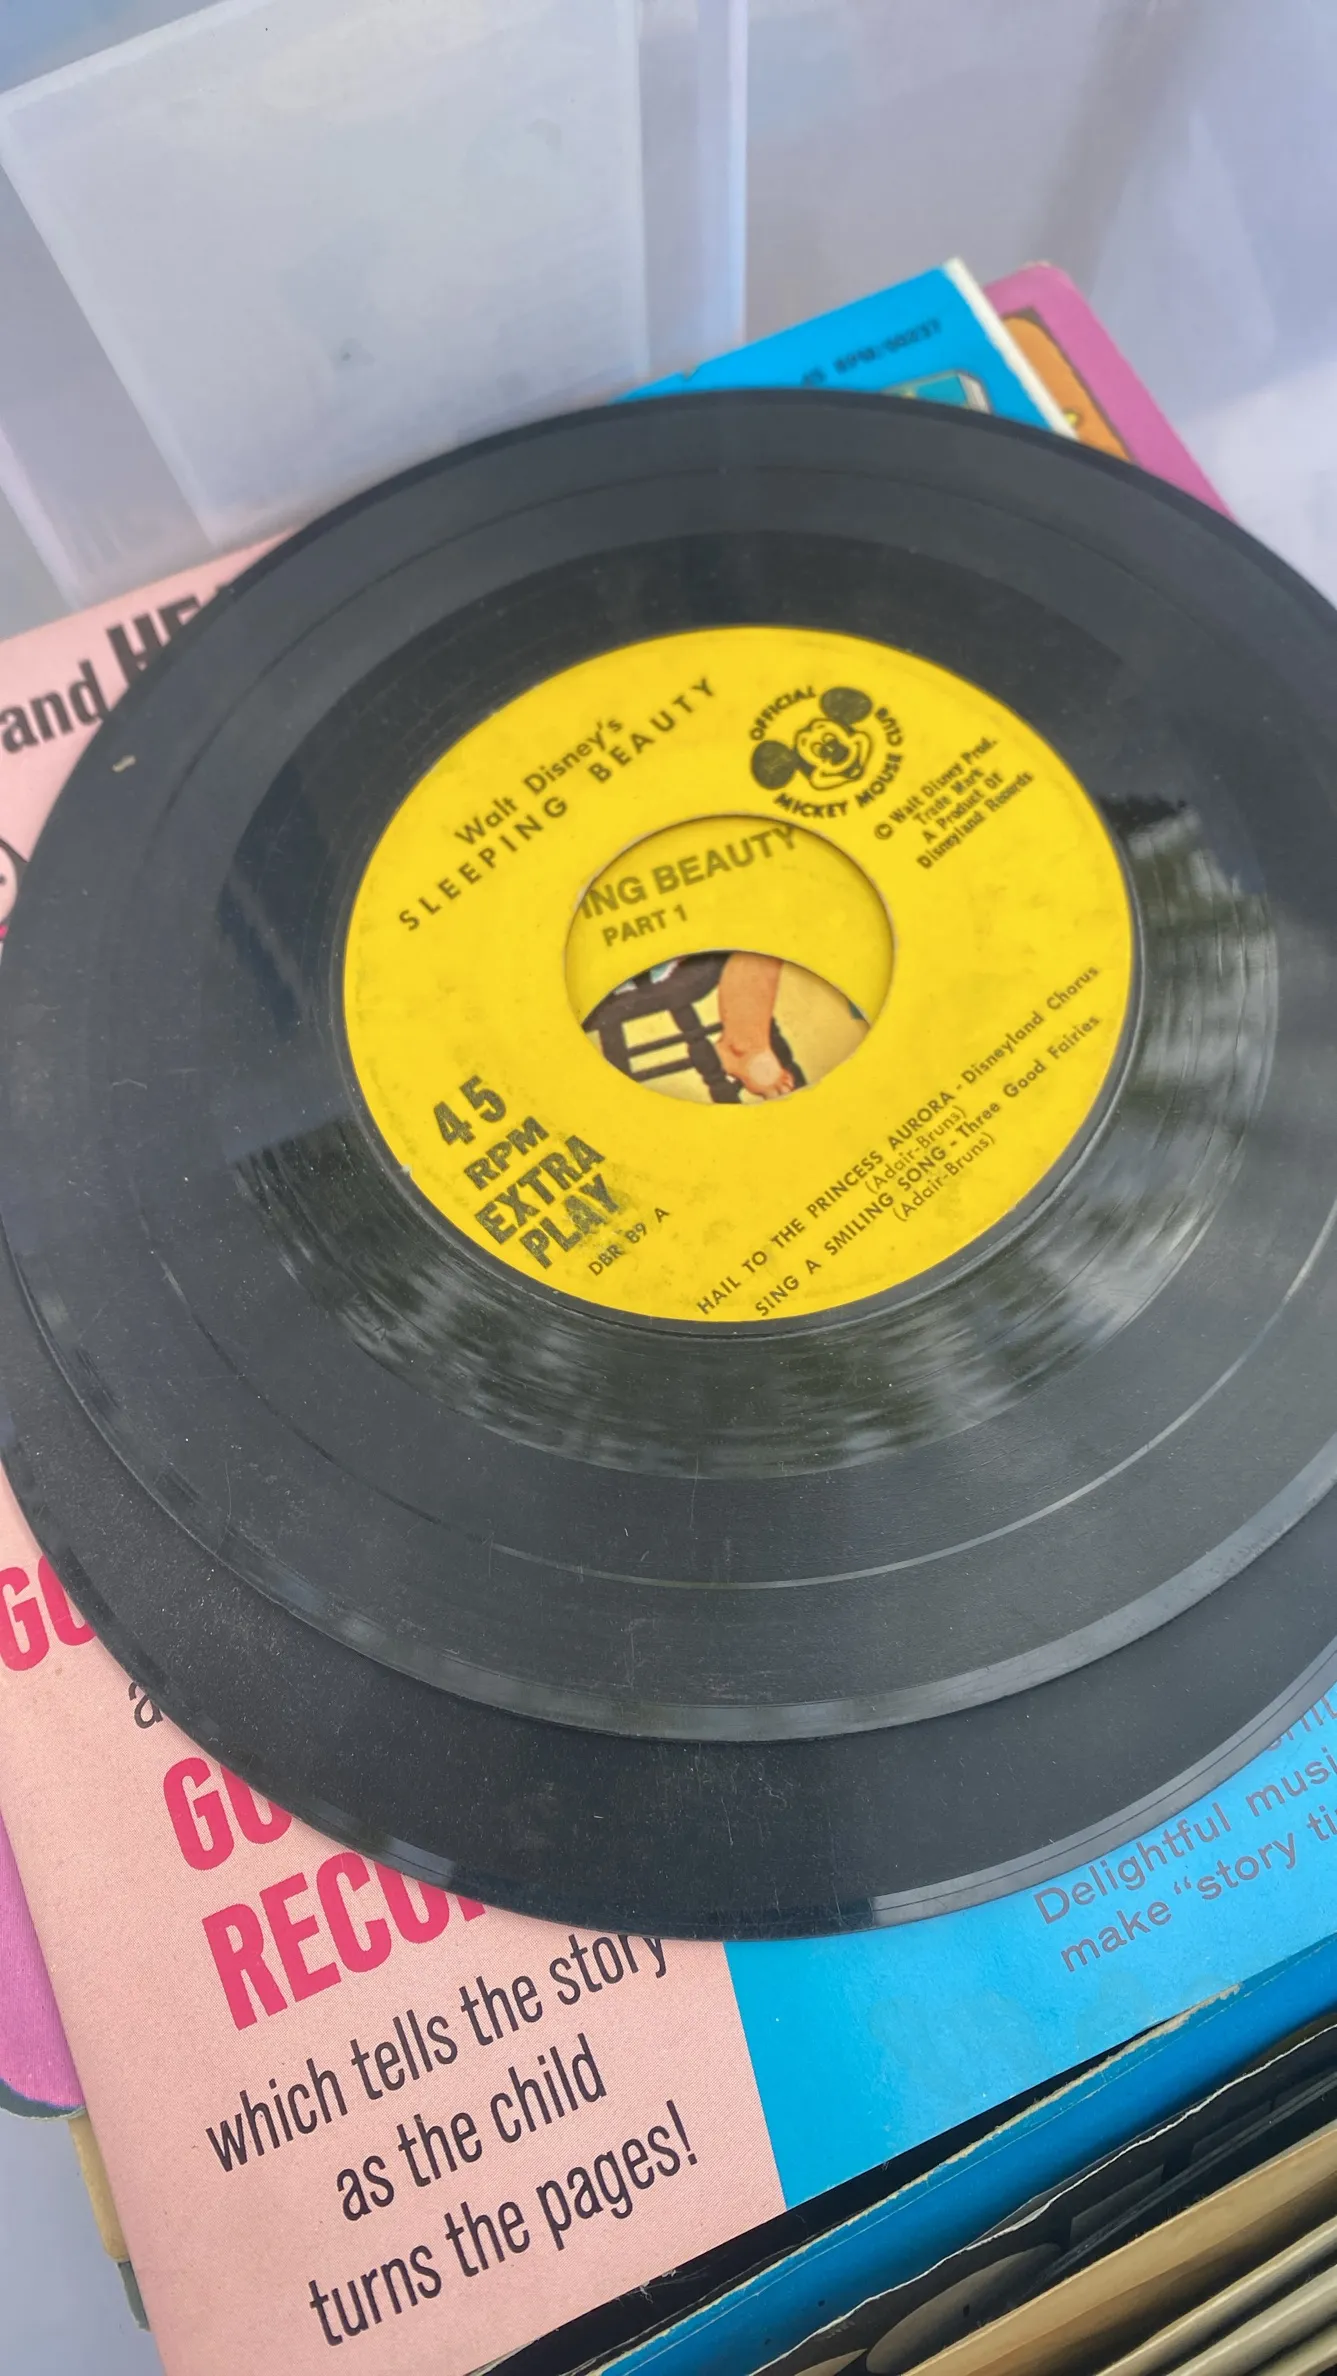 45 RPM/00237
and
Walt Disney's
SLEEPING BEAUTY
OFFICIAL
MICKEY MOUSE CLUB
© Walt Disney Prod.
Trade Mark
A Product Of
Disneyland Records
ING BEAUTY
PART 1
45
RPM
EXTRA
PLAY
DBR 89 A
HAIL TO THE PRINCESS AURORA - Disneyland Chorus
(Adair-Bruns)
SING A SMILING SONG - Three Good Fairies
(Adair-Bruns)
RECO
which tells the story
as the child
turns the pages!
Delightful musi
make “story ti